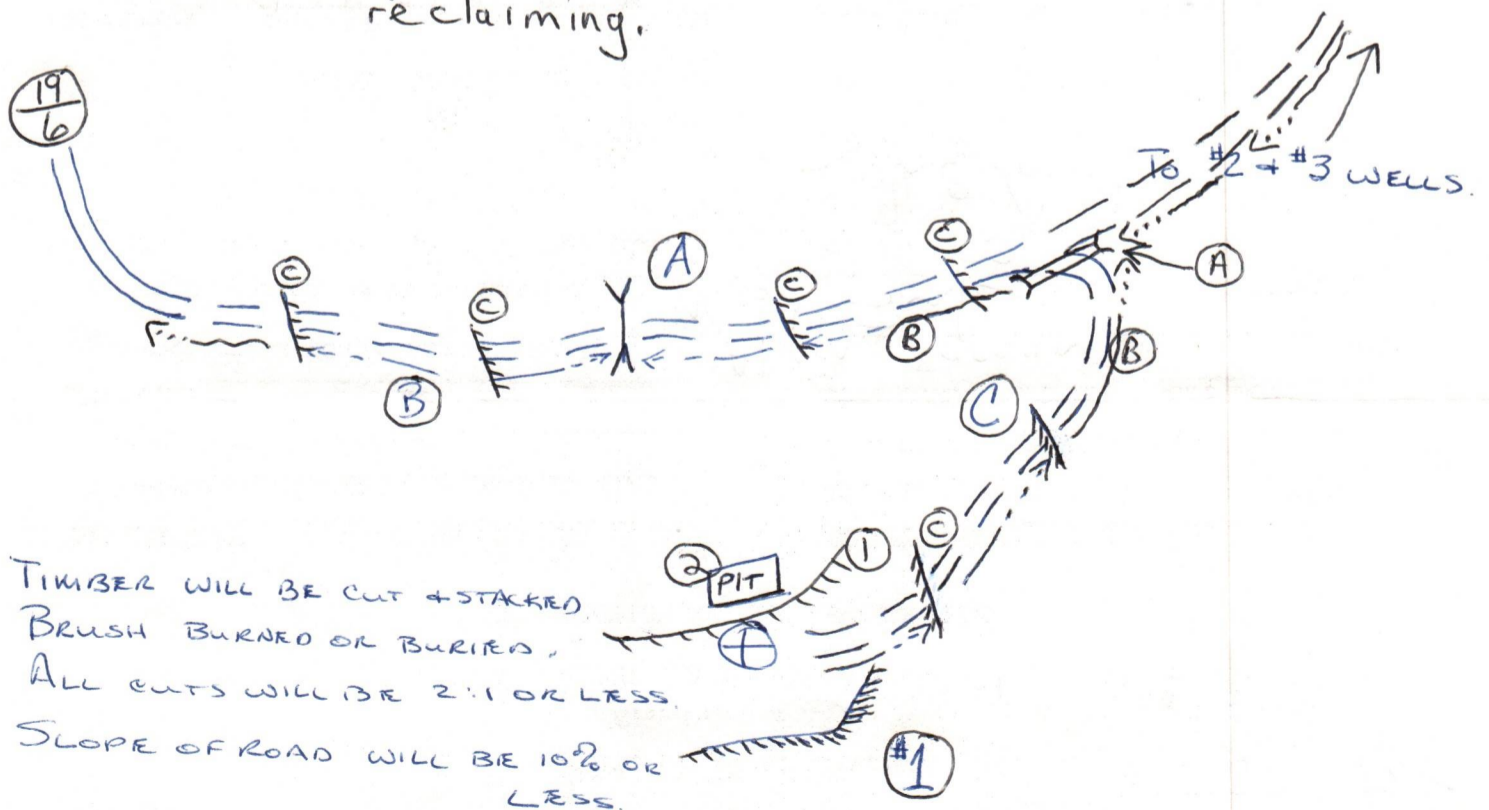 reclaiming.
19
6
To #2 + #3 WELLS.
C
A
C
C
C
A
B
B
B
C
C
2
PIT
1
TIMBER WILL BE CUT + STACKED
BRUSH BURNED OR BURIED.
ALL CUTS WILL BE 2:1 OR LESS.
SLOPE OF ROAD WILL BE 10% OR
LESS.
#1